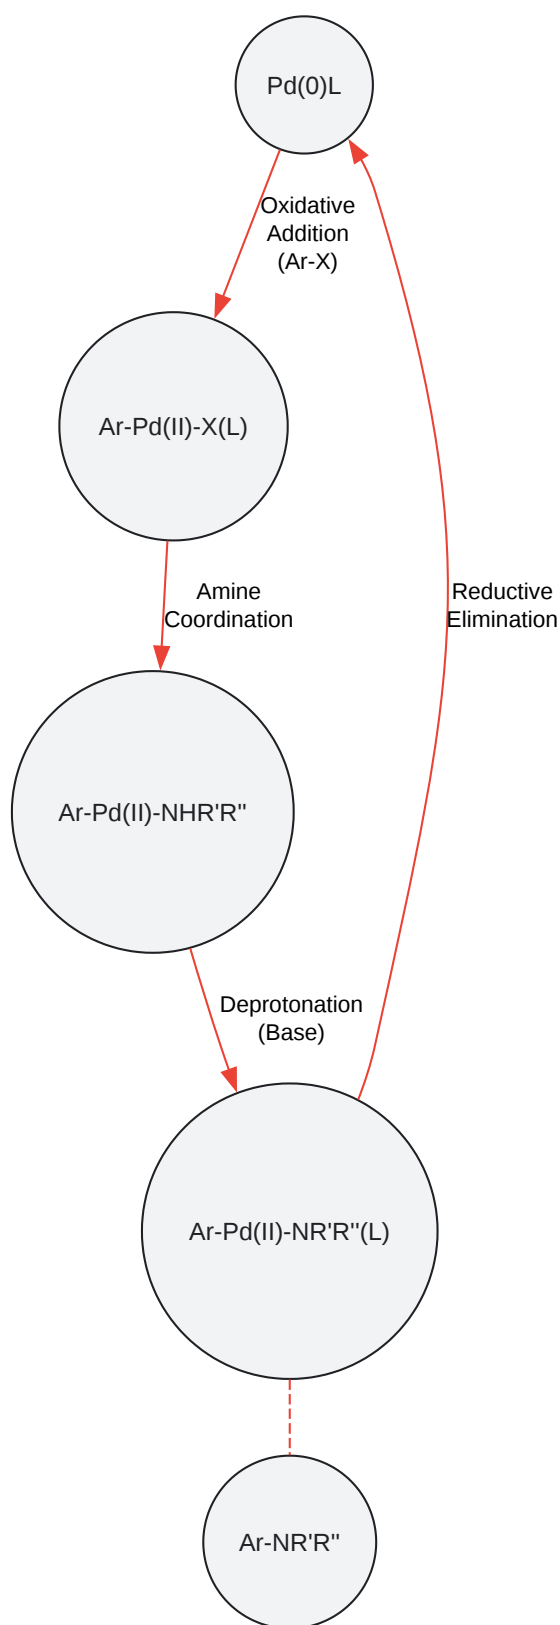 Pd(0)L
Oxidative
Addition
(Ar-X)
Ar-Pd(II)-X(L)
Amine
Coordination
Reductive
Elimination
Ar-Pd(II)-NHR'R"
Deprotonation
(Base)
Ar-Pd(II)-NR'R''(L)
Ar-NR'R"